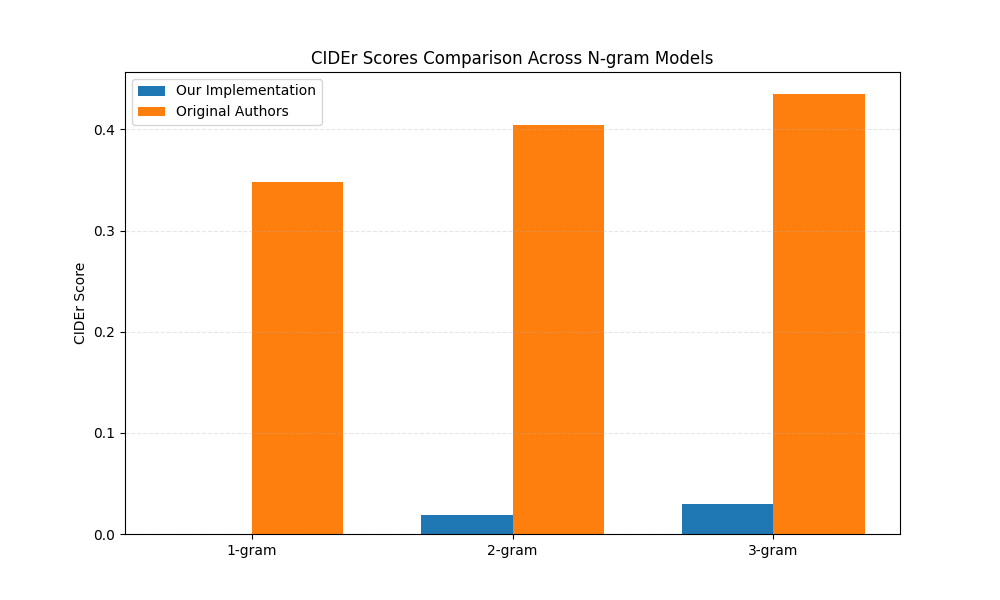 CIDEr Scores Comparison Across N-gram Models
Our Implementation
Original Authors
CIDEr Score
0.4
0.3
0.2
0.1
0.0
1-gram 2-gram 3-gram